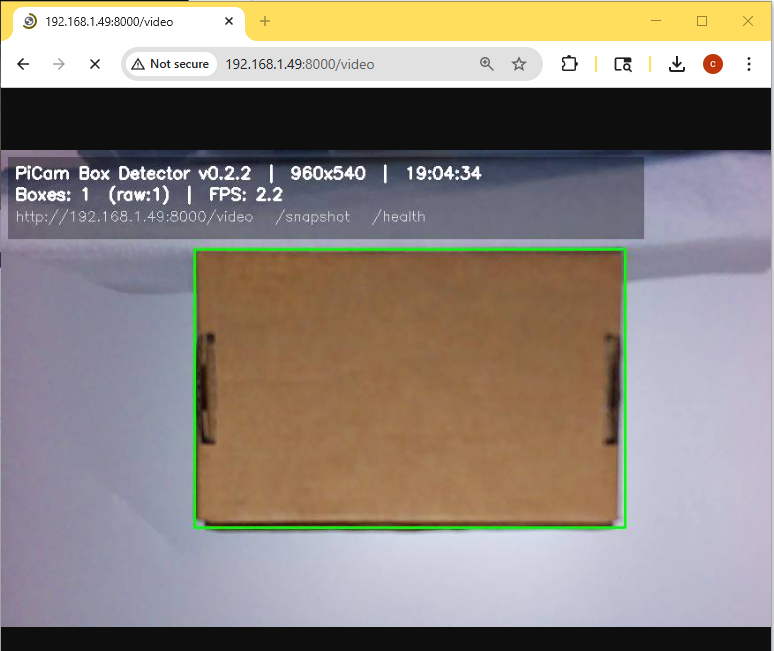 192.168.1.49:8000/video
Not secure
192.168.1.49:8000/video
C
PiCam Box Detector v0.2.2 | 960x540 | 19:04:34
Boxes: 1 (raw:1) | FPS: 2.2
http://192.168.1.49:8000/video /snapshot /health